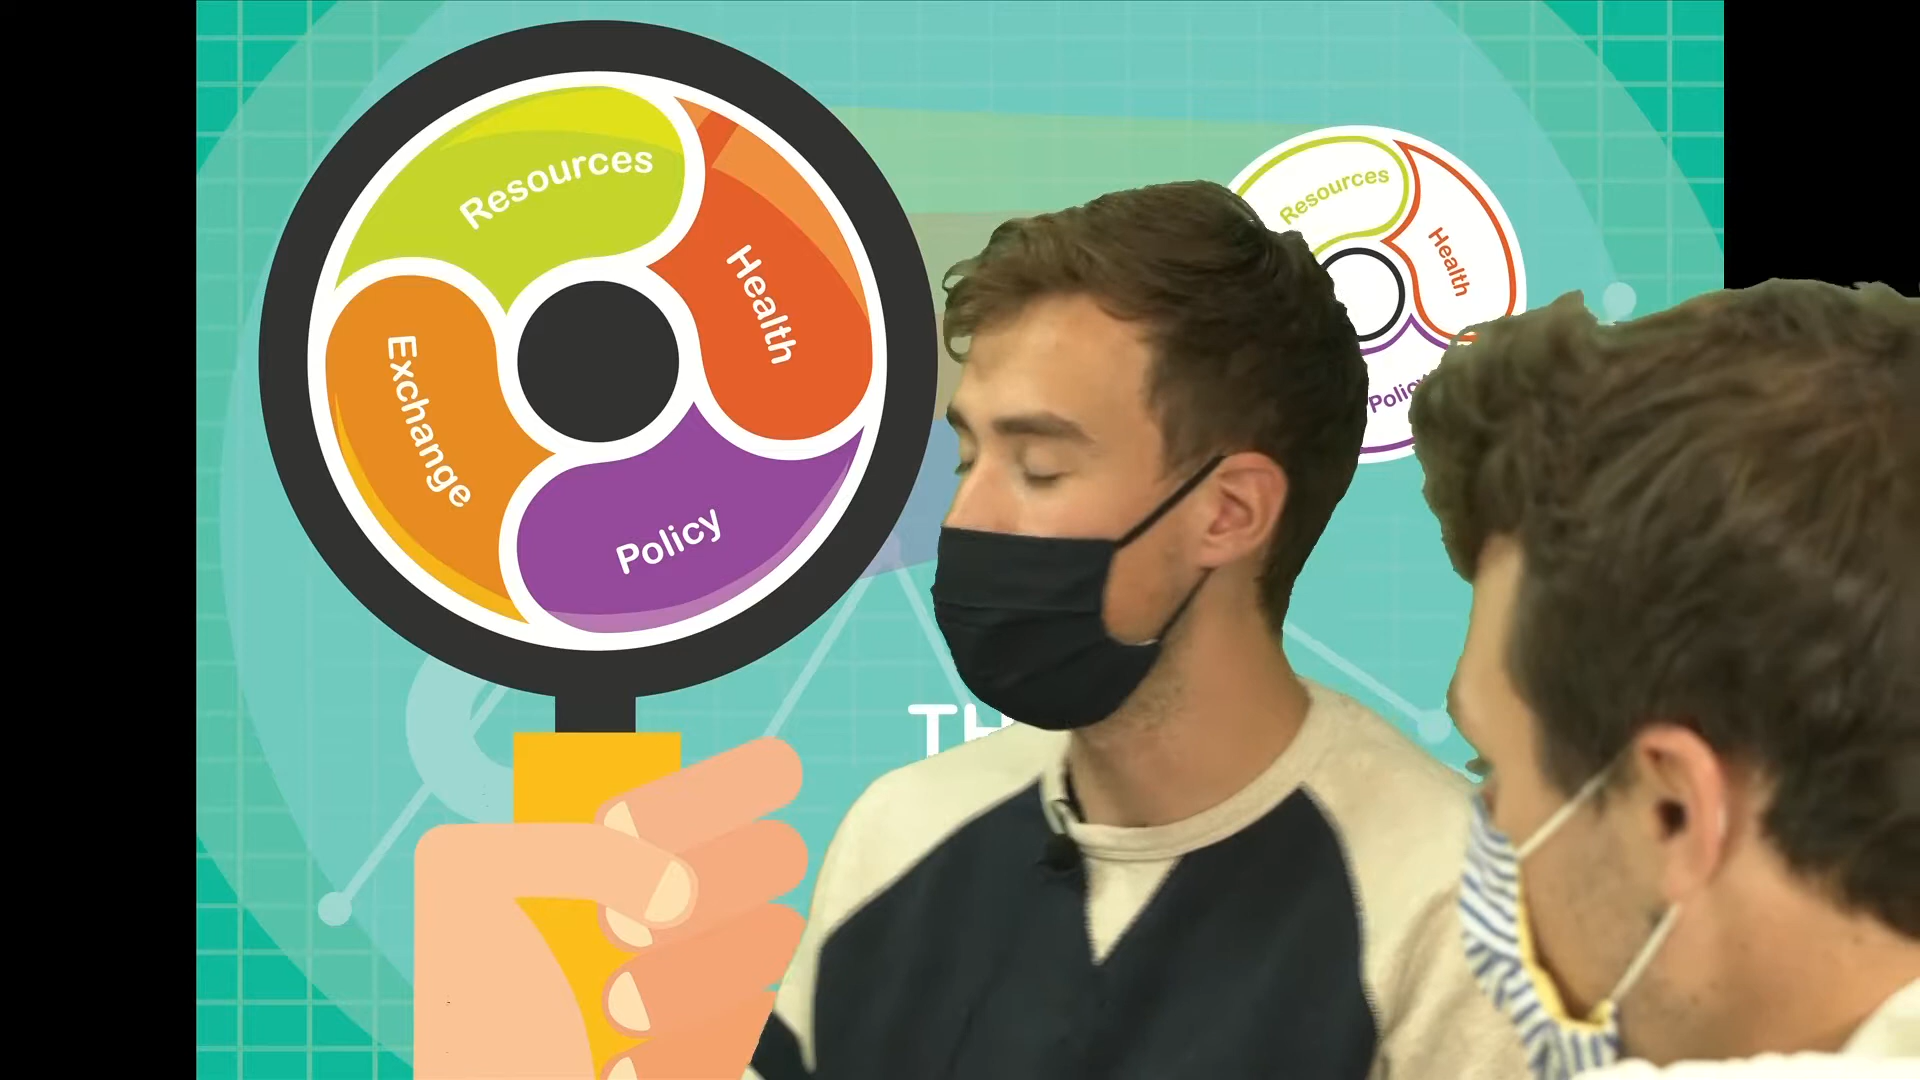 Resources
Health
Exchange
Policy
Resources
Health